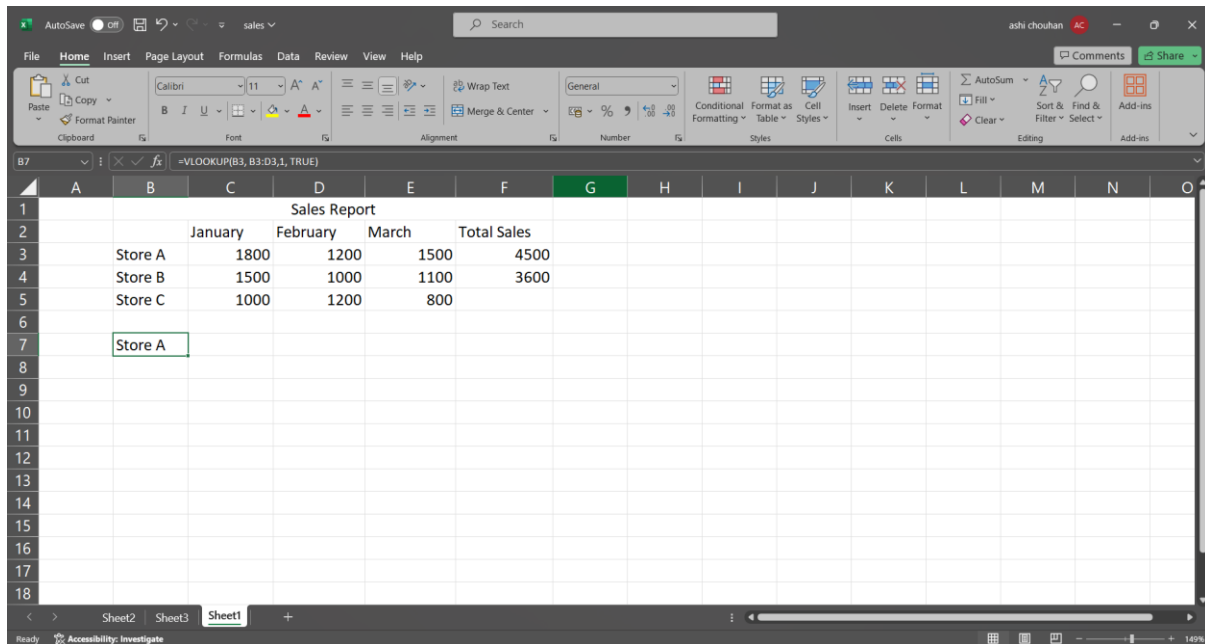 AutoSave Off sales Search ashi chouhan AC
File Home Insert Page Layout Formulas Data Review View Help Comments Share
Cut
Copy
Format Painter
Paste
Clipboard
Calibri 11
B I U
Font
Wrap Text
Merge & Center
Alignment
General
Number
Conditional Formatting
Format as Table
Cell Styles
Styles
Insert Delete Format
Cells
AutoSum
Fill
Clear
Sort & Filter
Find & Select
Editing
Add-ins
Add-ins
B7 fx =VLOOKUP(B3, B3:D3,1, TRUE)
A B C D E F G H I J K L M N O
1 Sales Report
2 January February March Total Sales
3 Store A 1800 1200 1500 4500
4 Store B 1500 1000 1100 3600
5 Store C 1000 1200 800
6
7 Store A
8
9
10
11
12
13
14
15
16
17
18
Sheet2 Sheet3 Sheet1 +
Ready Accessibility: Investigate 149%